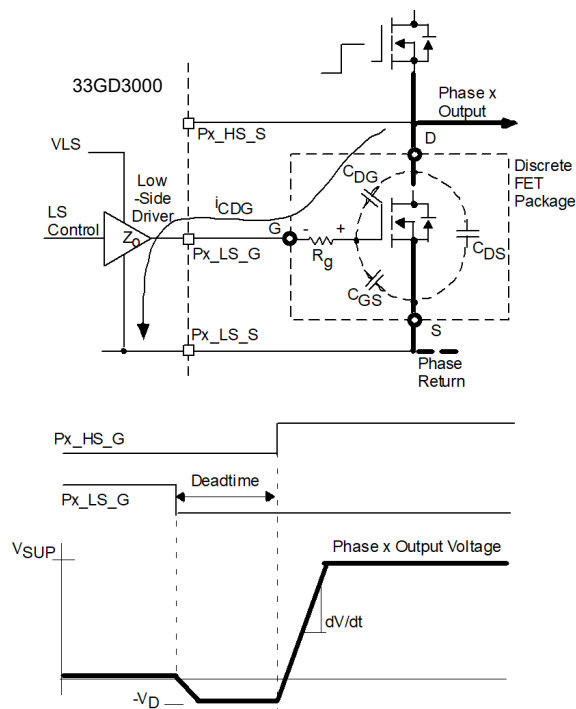 33GD3000
Phase x
Output
Px_HS_S
D
VLS
Discrete
FET
Package
Low
-Side
Driver
iCDG
CDG
LS
Control
Zo
G
-
+
Px_LS_G
Rg
CDS
CGS
Px_LS_S
S
Phase
Return
Px_HS_G
Deadtime
Px_LS_G
VSUP
Phase x Output Voltage
dV/dt
-VD